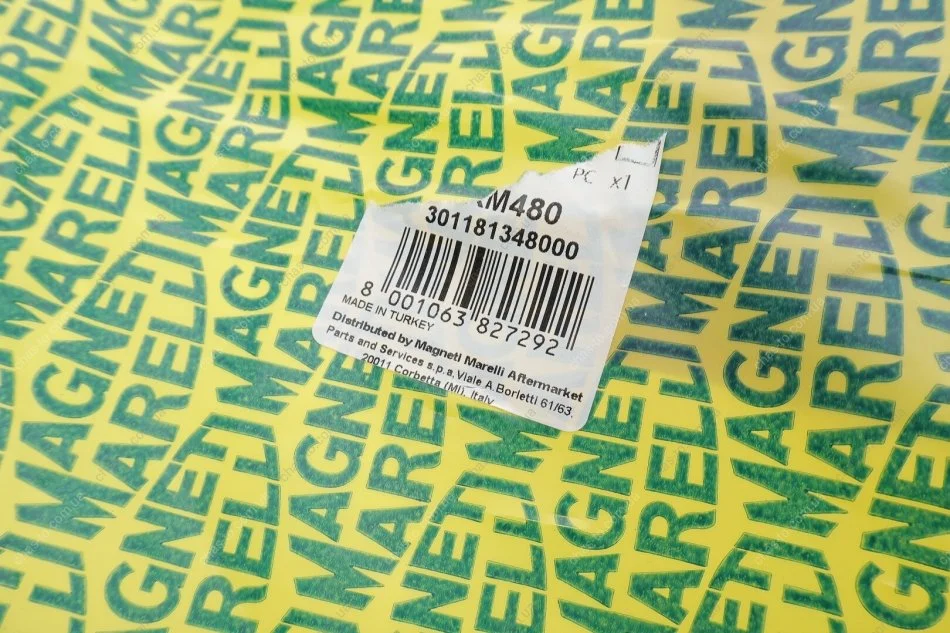 PC x1
M480
301181348000
8 001063 827292
MADE IN TURKEY
Distributed by Magneti Marelli Aftermarket
Parts and Services s.p.a. Viale A.Borletti 61/63.
20011 Corbetta (MI), Italy
MAGNETI
MARELLI